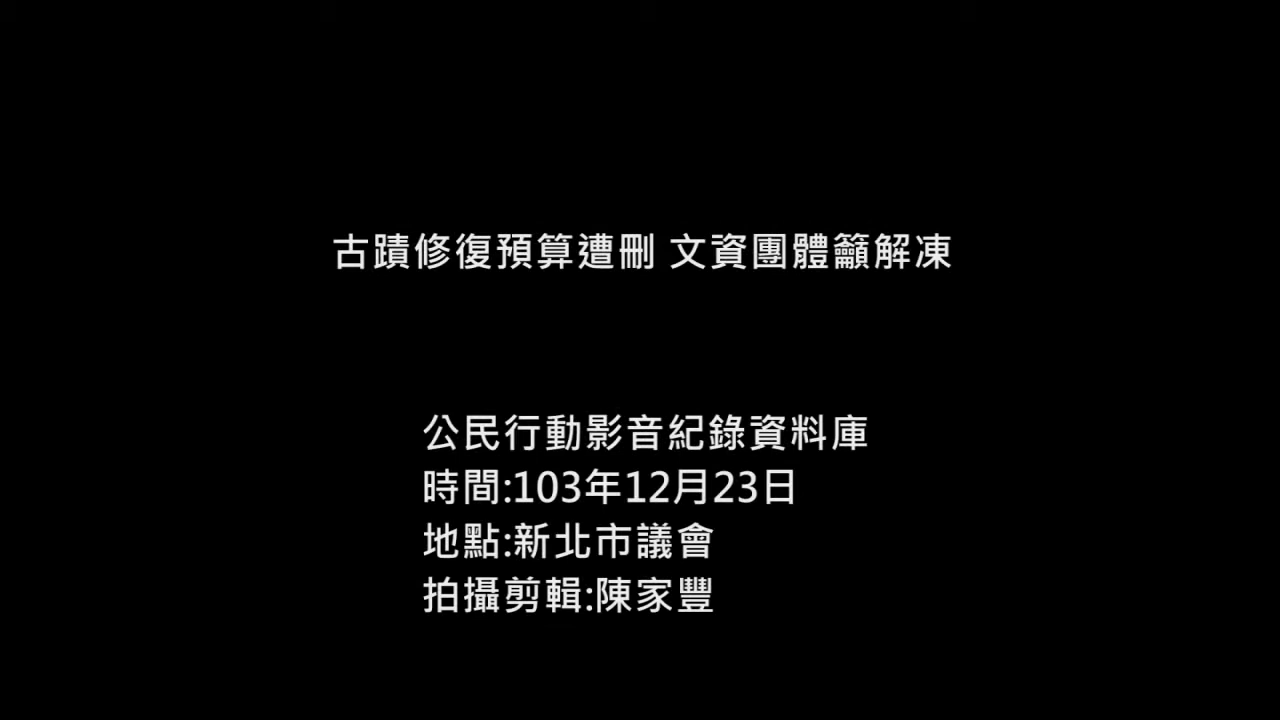 古蹟修復預算遭刪 文資團體籲解凍
公民行動影音紀錄資料庫
時間:103年12月23日
地點:新北市議會
拍攝剪輯:陳家豐